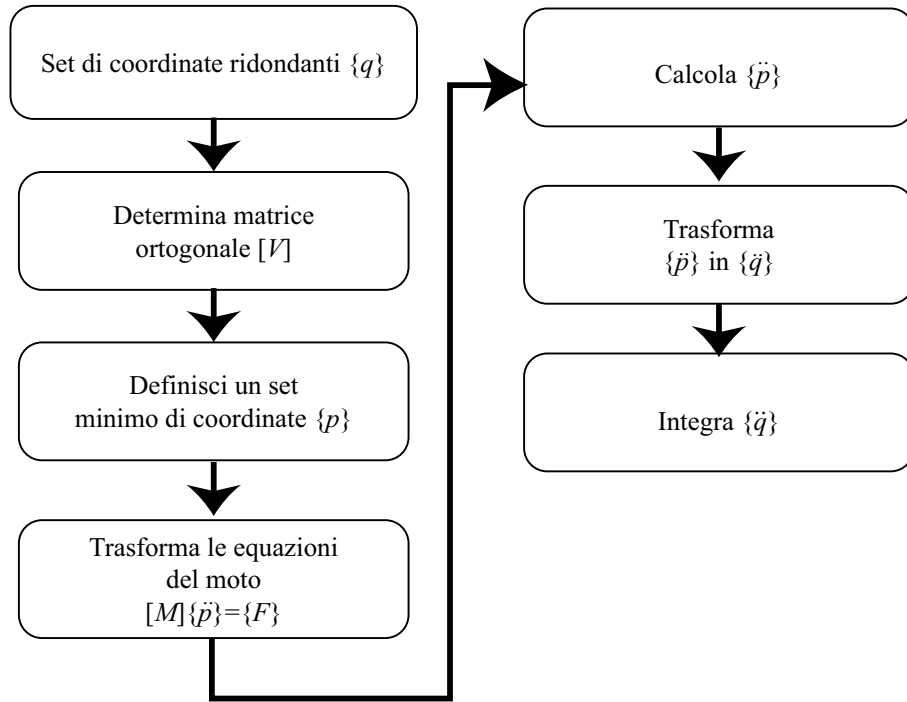 Set di coordinate ridondanti {q}
Determina matrice
ortogonale [V]
Definisci un set
minimo di coordinate {p}
Trasforma le equazioni
del moto
[M]{p̈}={F}
Calcola {p̈}
Trasforma
{p̈} in {q̈}
Integra {q̈}